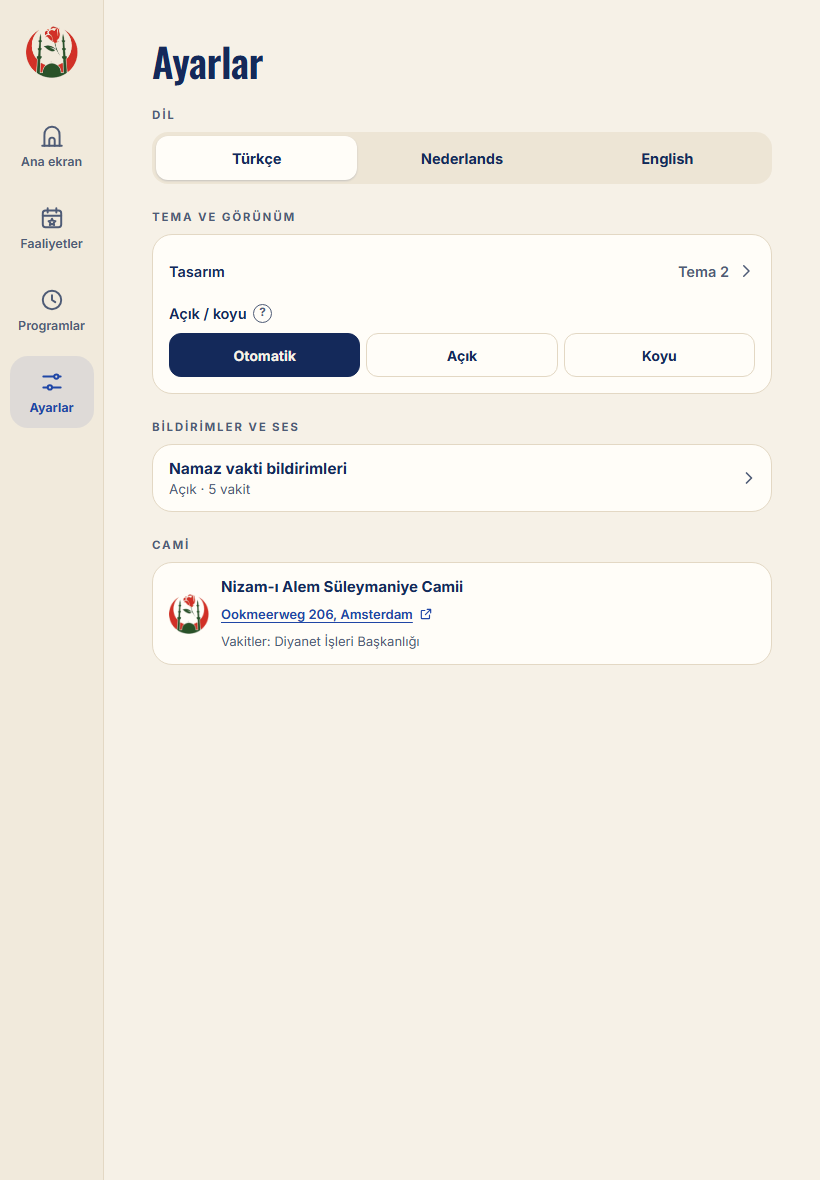 Ana ekran
Faaliyetler
Programlar
Ayarlar
Ayarlar
DİL
Türkçe
Nederlands
English
TEMA VE GÖRÜNÜM
Tasarım
Tema 2
Açık / koyu ?
Otomatik
Açık
Koyu
BİLDİRİMLER VE SES
Namaz vakti bildirimleri
Açık · 5 vakit
CAMİ
Nizam-ı Alem Süleymaniye Camii
Ookmeerweg 206, Amsterdam
Vakitler: Diyanet İşleri Başkanlığı